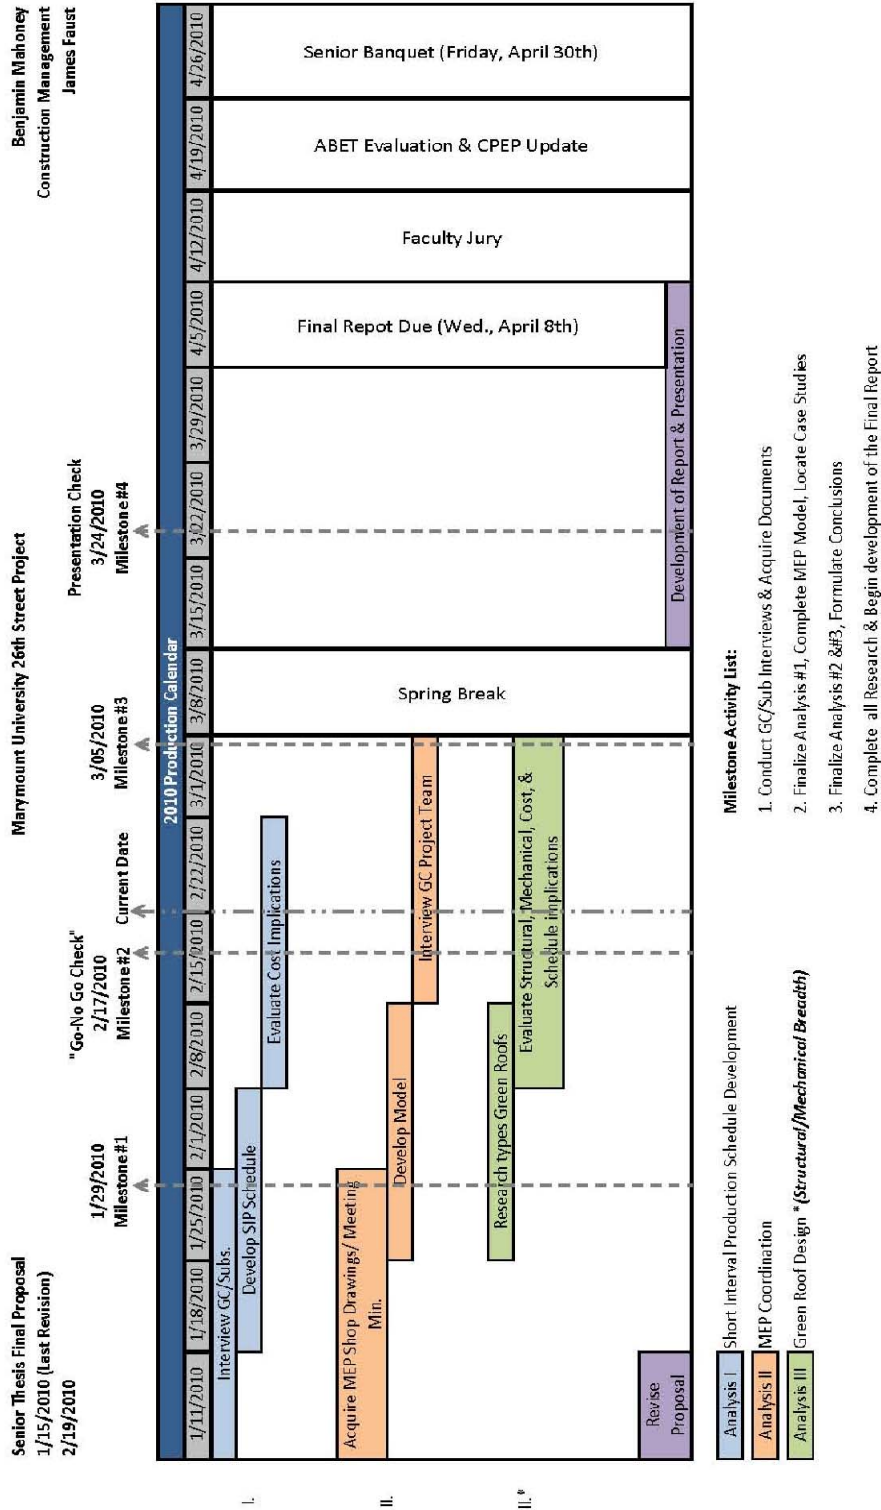 Senior Thesis Final Proposal
1/15/2010 (Last Revision)
2/19/2010
Marymount University 26th Street Project
Benjamin Mahoney
Construction Management
James Faust
1/29/2010
Milestone#1
"Go-No Go Check"
2/17/2010
Milestone#2
Current Date
3/05/2010
Milestone#3
Presentation Check
3/24/2010
Milestone#4
2010 Production Calendar
1/11/2010 1/18/2010 1/25/2010 2/1/2010 2/8/2010 2/15/2010 2/22/2010 3/1/2010 3/8/2010 3/15/2010 3/22/2010 3/29/2010 4/5/2010 4/12/2010 4/19/2010 4/26/2010
I.
Interview GC/Subs.
Develop SIP Schedule
Evaluate Cost Implications
II.
Acquire MEP Shop Drawings/ Meeting
Min.
Develop Model
Interview GC Project Team
II.*
Research types Green Roofs
Evaluate Structural, Mechanical, Cost, &
Schedule Implications
Revise
Proposal
Spring Break
Development of Report & Presentation
Final Repot Due (Wed., April 8th)
Faculty Jury
ABET Evaluation & CPEP Update
Senior Banquet (Friday, April 30th)
Analysis I Short Interval Production Schedule Development
Analysis II MEP Coordination
Analysis III Green Roof Design *(Structural/Mechanical Breadth)
Milestone Activity List:
1. Conduct GC/Sub Interviews & Acquire Documents
2. Finalize Analysis #1, Complete MEP Model, Locate Case Studies
3. Finalize Analysis #2 &#3, Formulate Conclusions
4. Complete all Research & Begin development of the Final Report